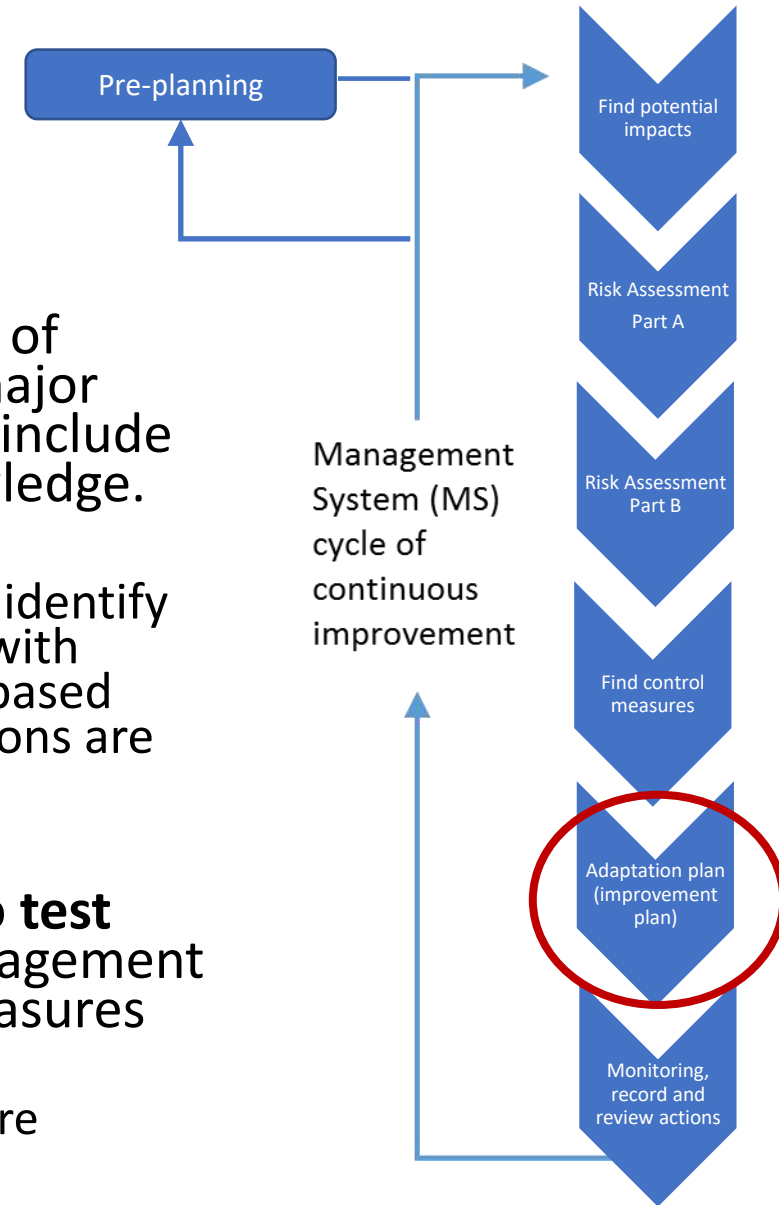 Pre-planning
of
major
include
ledge.
identify
with
based
ons are
test
agement
asures
re
Management
System (MS)
cycle of
continuous
improvement
Find potential
impacts
Risk Assessment
Part A
Risk Assessment
Part B
Find control
measures
Adaptation plan
(improvement
plan)
Monitoring,
record and
review actions